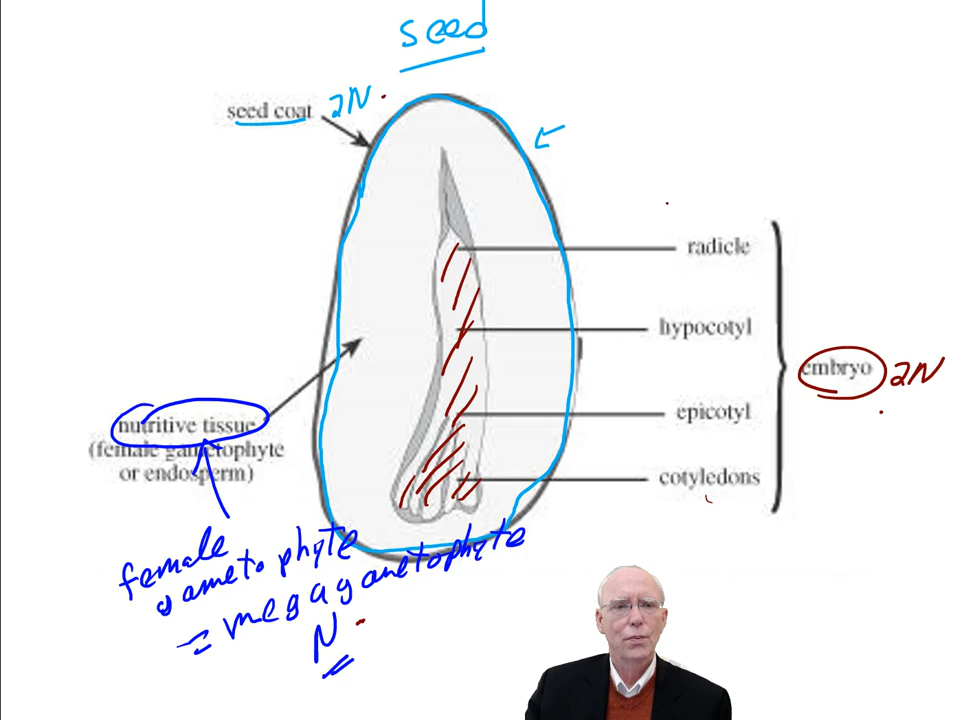 seed
seed coat 2N.
radicle
hypocotyl
embryo 2N
epicotyl
nutritive tissue
(female gametophyte
or endosperm)
cotyledons
female
gametophyte
= megagametophyte
N